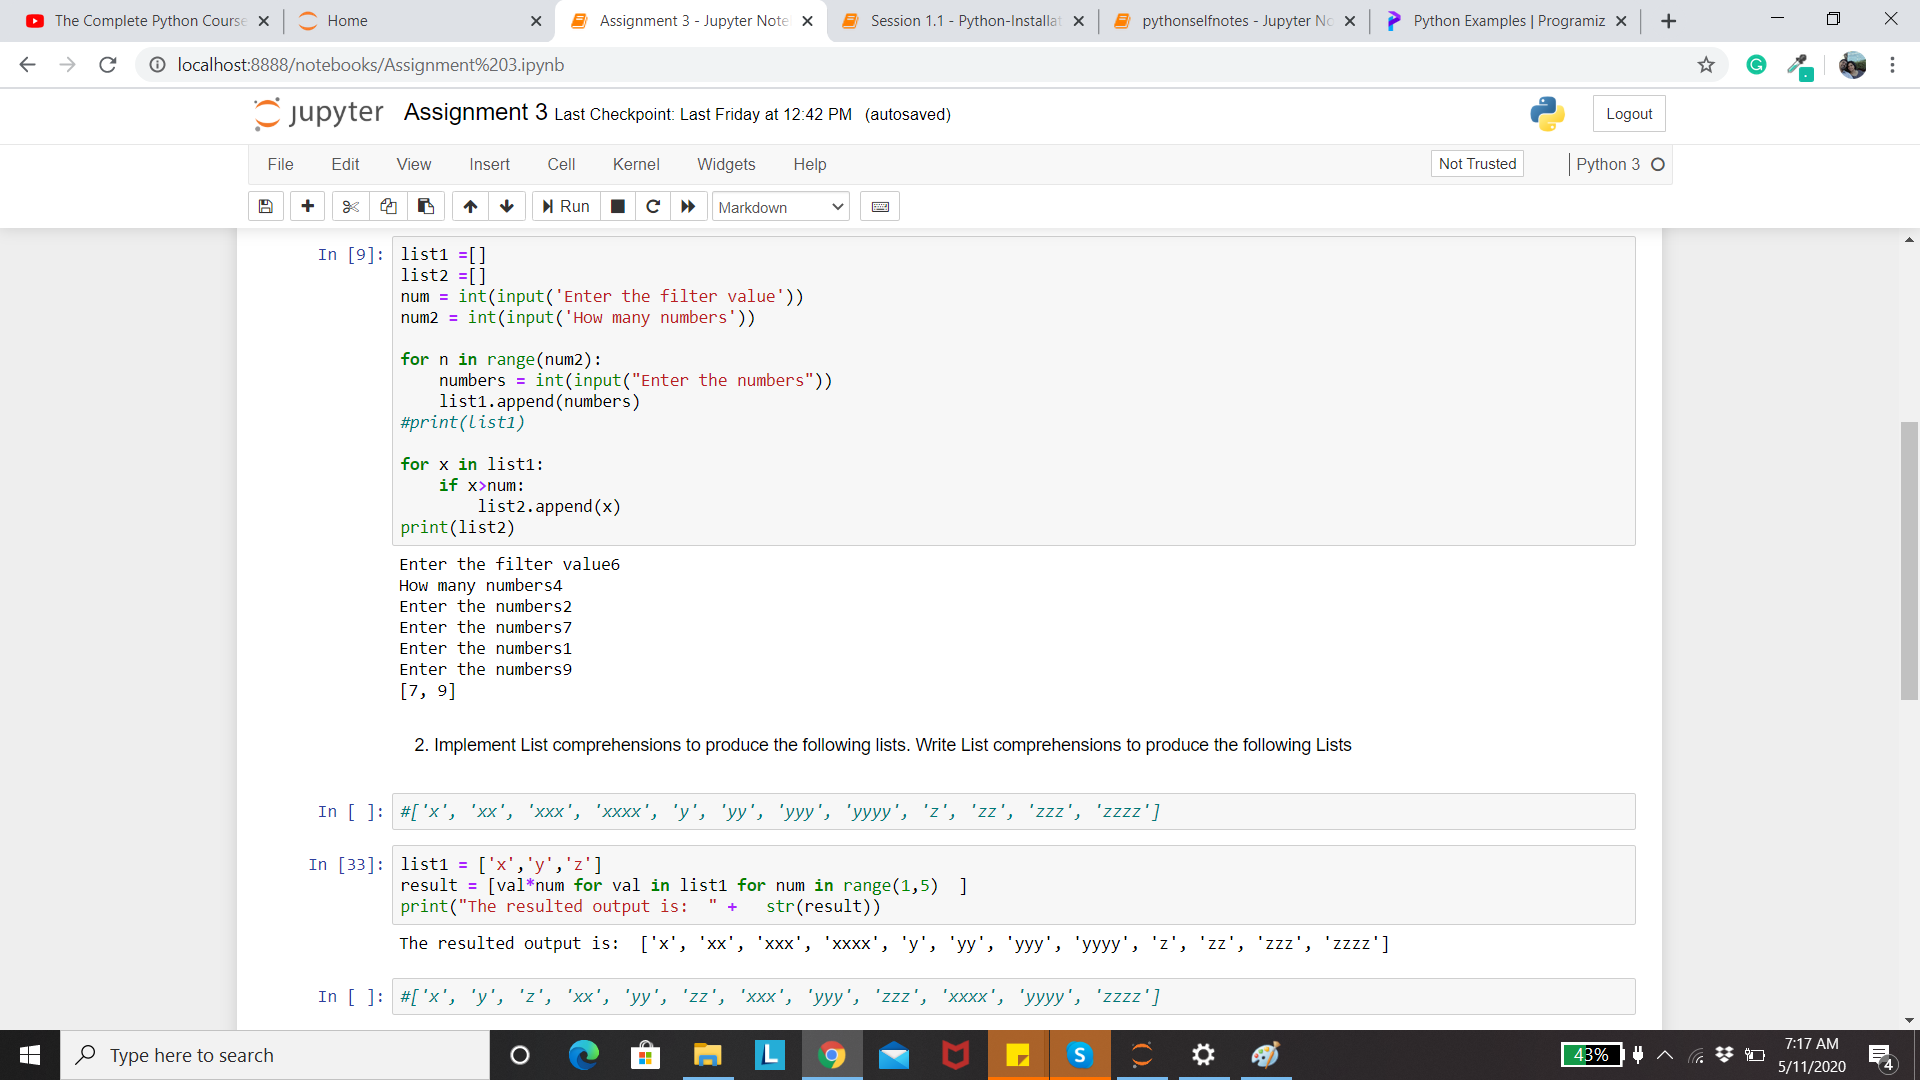 The Complete Python Course
Home
Assignment 3 - Jupyter Note
Session 1.1 - Python-Installat
pythonselfnotes - Jupyter No
Python Examples | Programiz
localhost:8888/notebooks/Assignment%203.ipynb
jupyter Assignment 3 Last Checkpoint: Last Friday at 12:42 PM (autosaved)
Logout
File Edit View Insert Cell Kernel Widgets Help
Not Trusted
Python 3
Run
Markdown
In [9]:
list1 =[]
list2 =[]
num = int(input('Enter the filter value'))
num2 = int(input('How many numbers'))
for n in range(num2):
    numbers = int(input("Enter the numbers"))
    list1.append(numbers)
#print(list1)
for x in list1:
    if x>num:
        list2.append(x)
print(list2)
Enter the filter value6
How many numbers4
Enter the numbers2
Enter the numbers7
Enter the numbers1
Enter the numbers9
[7, 9]
2. Implement List comprehensions to produce the following lists. Write List comprehensions to produce the following Lists
In [ ]: #['x', 'xx', 'xxx', 'xxxx', 'y', 'yy', 'yyy', 'yyyy', 'z', 'zz', 'zzz', 'zzzz']
In [33]: list1 = ['x','y','z']
result = [val*num for val in list1 for num in range(1,5)  ]
print("The resulted output is:  " +   str(result))
The resulted output is:  ['x', 'xx', 'xxx', 'xxxx', 'y', 'yy', 'yyy', 'yyyy', 'z', 'zz', 'zzz', 'zzzz']
In [ ]: #['x', 'y', 'z', 'xx', 'yy', 'zz', 'xxx', 'yyy', 'zzz', 'xxxx', 'yyyy', 'zzzz']
Type here to search
L
S
43%
7:17 AM
5/11/2020
4